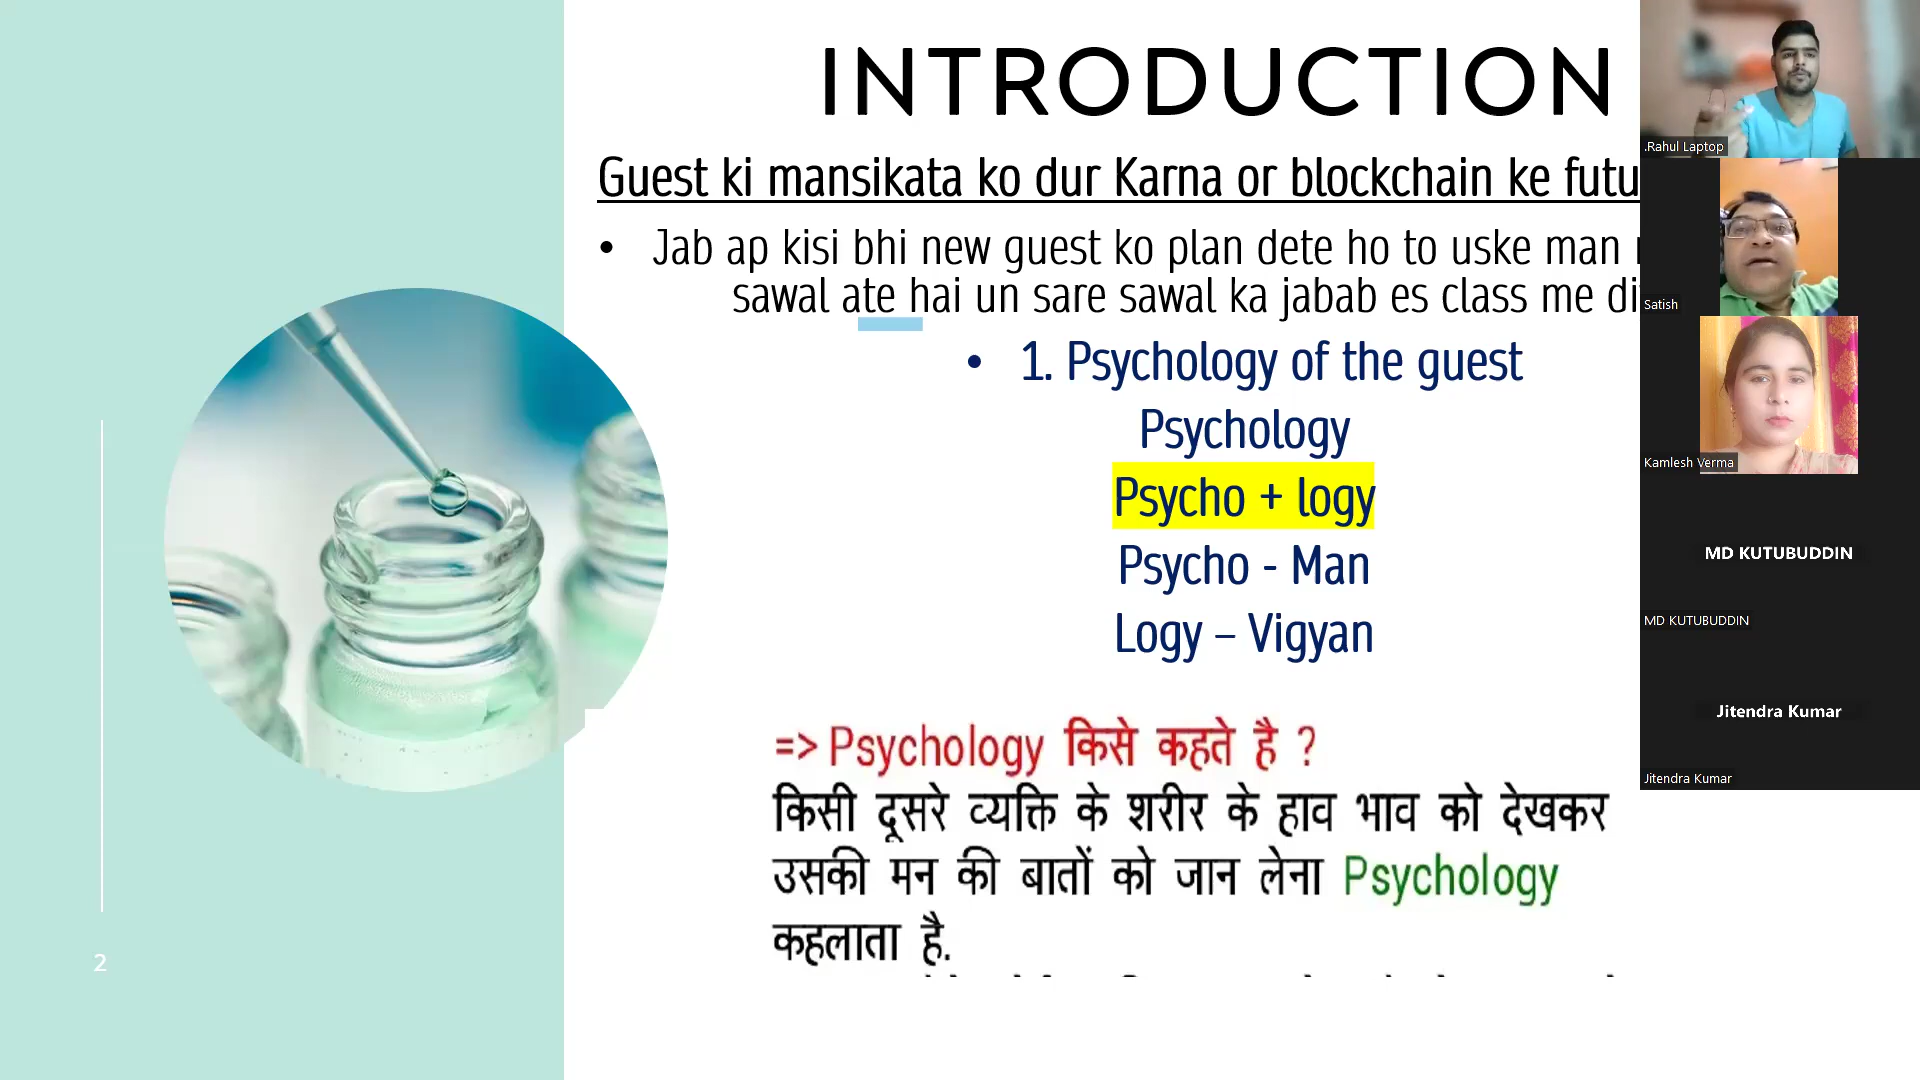 INTRODUCTION
Guest ki mansikata ko dur Karna or blockchain ke futu
• Jab ap kisi bhi new guest ko plan dete ho to uske man
sawal ate hai un sare sawal ka jabab es class me di
• 1. Psychology of the guest
Psychology
Psycho + logy
Psycho - Man
Logy – Vigyan
=> Psychology किसे कहते है ?
किसी दूसरे व्यक्ति के शरीर के हाव भाव को देखकर
उसकी मन की बातों को जान लेना Psychology
कहलाता है.
2
.Rahul Laptop
Satish
Kamlesh Verma
MD KUTUBUDDIN
MD KUTUBUDDIN
Jitendra Kumar
Jitendra Kumar